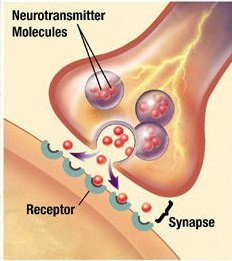 Neurotransmitter
Molecules
Receptor
Synapse